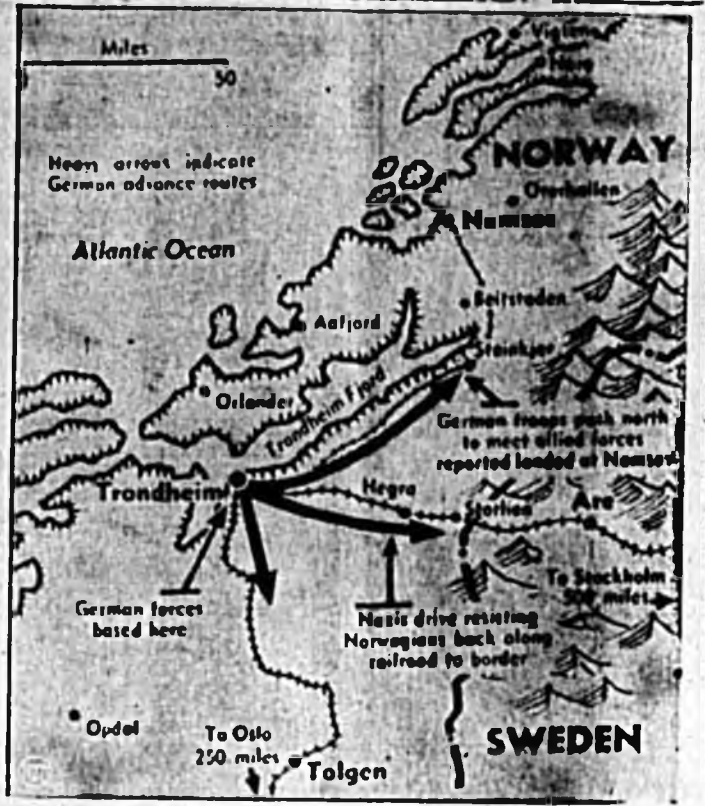 Miles
50
Vigten
NORWAY
Heavy arrows indicate
German advance routes
Overhallen
Namsos
Atlantic Ocean
Beitstaden
Aafjord
Steinkjer
Orlandet
Trondheim Fjord
German troops push north
to meet allied forces
reported landed at Namsos
Trondheim
Hegra
Storlien
Are
To Stockholm
500 miles
German forces
based here
Nazis drive resisting
Norwegians back along
railroad to border
Opdal
To Oslo
250 miles
Tolgen
SWEDEN